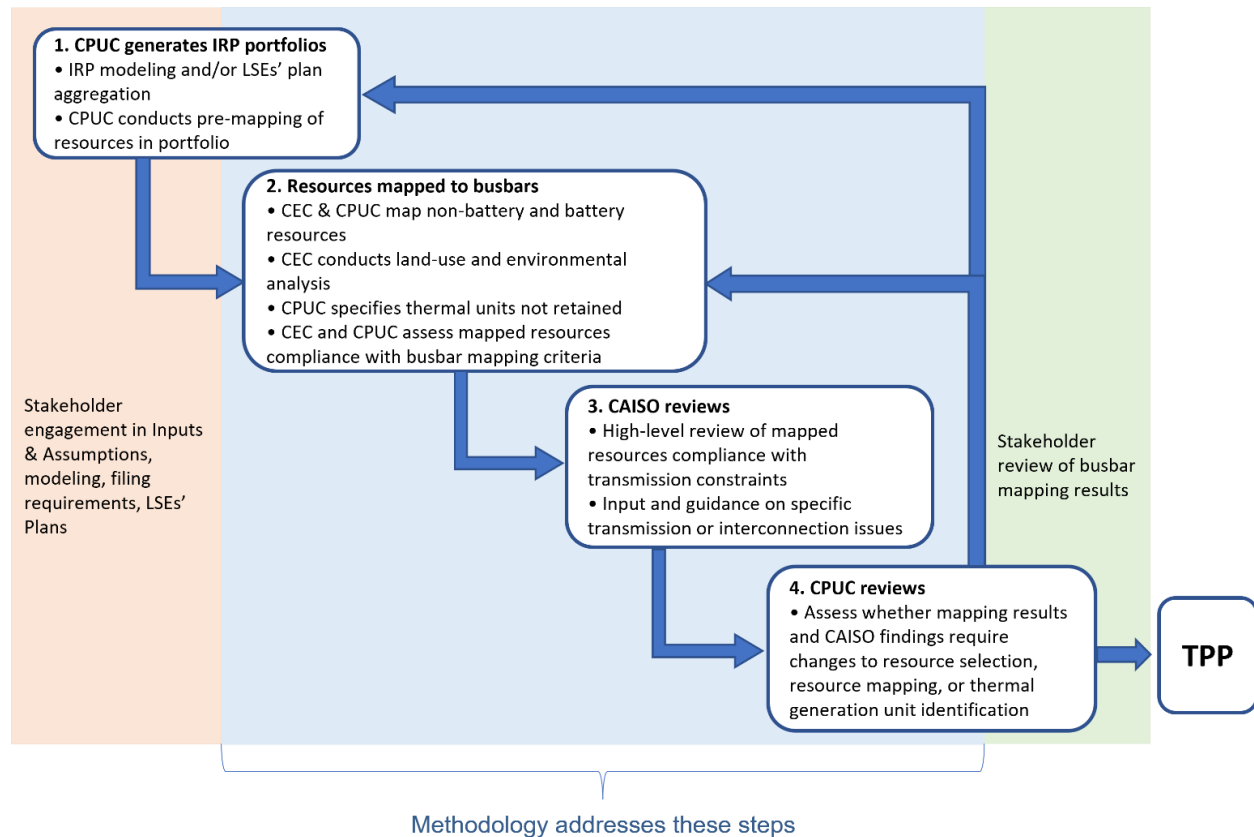 1. CPUC generates IRP portfolios
• IRP modeling and/or LSEs’ plan
aggregation
• CPUC conducts pre-mapping of
resources in portfolio
2. Resources mapped to busbars
• CEC & CPUC map non-battery and battery
resources
• CEC conducts land-use and environmental
analysis
• CPUC specifies thermal units not retained
• CEC and CPUC assess mapped resources
compliance with busbar mapping criteria
3. CAISO reviews
• High-level review of mapped
resources compliance with
transmission constraints
• Input and guidance on specific
transmission or interconnection issues
Stakeholder
engagement in Inputs
& Assumptions,
modeling, filing
requirements, LSEs’
Plans
Stakeholder
review of busbar
mapping results
4. CPUC reviews
• Assess whether mapping results
and CAISO findings require
changes to resource selection,
resource mapping, or thermal
generation unit identification
TPP
Methodology addresses these steps